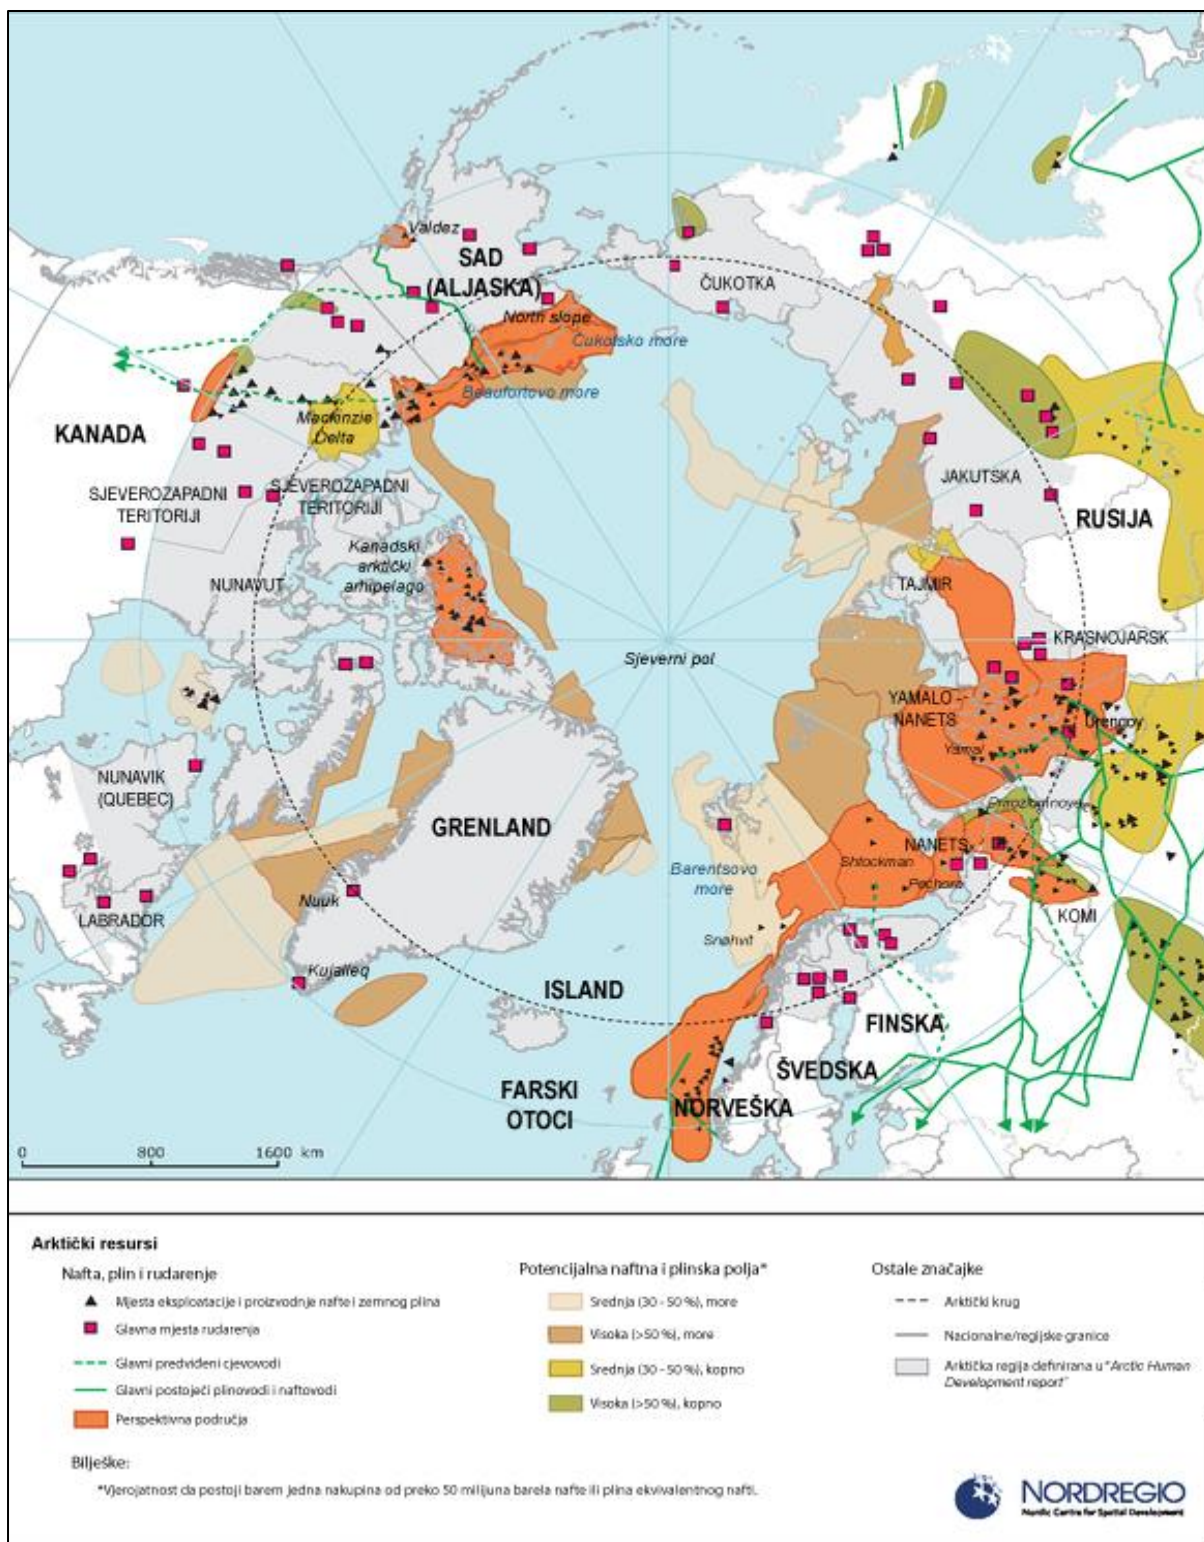 Valdez
SAD
(ALJASKA)
ČUKOTKA
North slope
Čukotsko more
Beaufortovo more
KANADA
Mackinzie
Delta
JAKUTSKA
SJEVEROZAPADNI
TERITORIJI
SJEVEROZAPADNI
TERITORIJI
RUSIJA
Kanadski
arktički
arhipelago
NUNAVUT
TAJMIR
KRASNOJARSK
Sjeverni pol
YAMALO -
NANETS
Urengoy
Yamal
NUNAVIK
(QUEBEC)
GRENLAND
NANETS
Shtockman
Barentsovo
more
Pechora
Nuuk
LABRADOR
KOMI
Snøhvit
Kujalleq
ISLAND
FINSKA
ŠVEDSKA
FARSKI
OTOCI
NORVEŠKA
0 800 1600 km
Arktički resursi
Nafta, plin i rudarenje
Mjesta eksploatacije i proizvodnje nafte i zemnog plina
Glavna mjesta rudarenja
Glavni predviđeni cjevovodi
Glavni postojeći plinovodi i naftovodi
Perspektivna područja
Potencijalna naftna i plinska polja*
Srednja (30 - 50 %), more
Visoka (>50 %), more
Srednja (30 - 50 %), kopno
Visoka (>50 %), kopno
Ostale značajke
Arktički krug
Nacionalne/regijske granice
Arktička regija definirana u "Arctic Human
Development report"
Bilješke:
*Vjerojatnost da postoji barem jedna nakupina od preko 50 milijuna barela nafte ili plina ekvivalentnog nafti.
NORDREGIO
Nordic Centre for Spatial Development